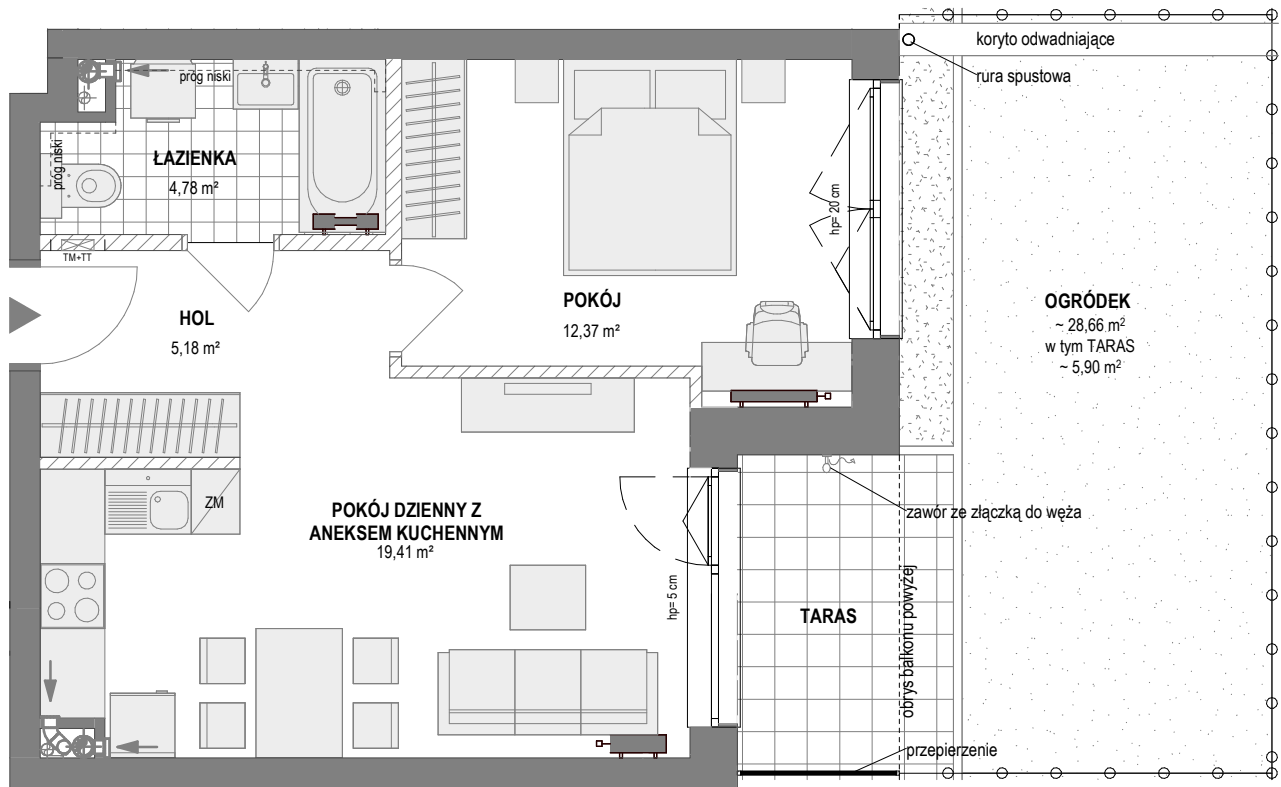 koryto odwadniające
rura spustowa
próg niski
próg niski
ŁAZIENKA
4,78 m²
TM+TT
HOL
5,18 m²
POKÓJ
12,37 m²
hp= 20 cm
OGRÓDEK
~ 28,66 m²
w tym TARAS
~ 5,90 m²
ZM
POKÓJ DZIENNY Z
ANEKSEM KUCHENNYM
19,41 m²
hp= 5 cm
zawór ze złączką do węża
TARAS
obrys balkonu powyżej
przepierzenie